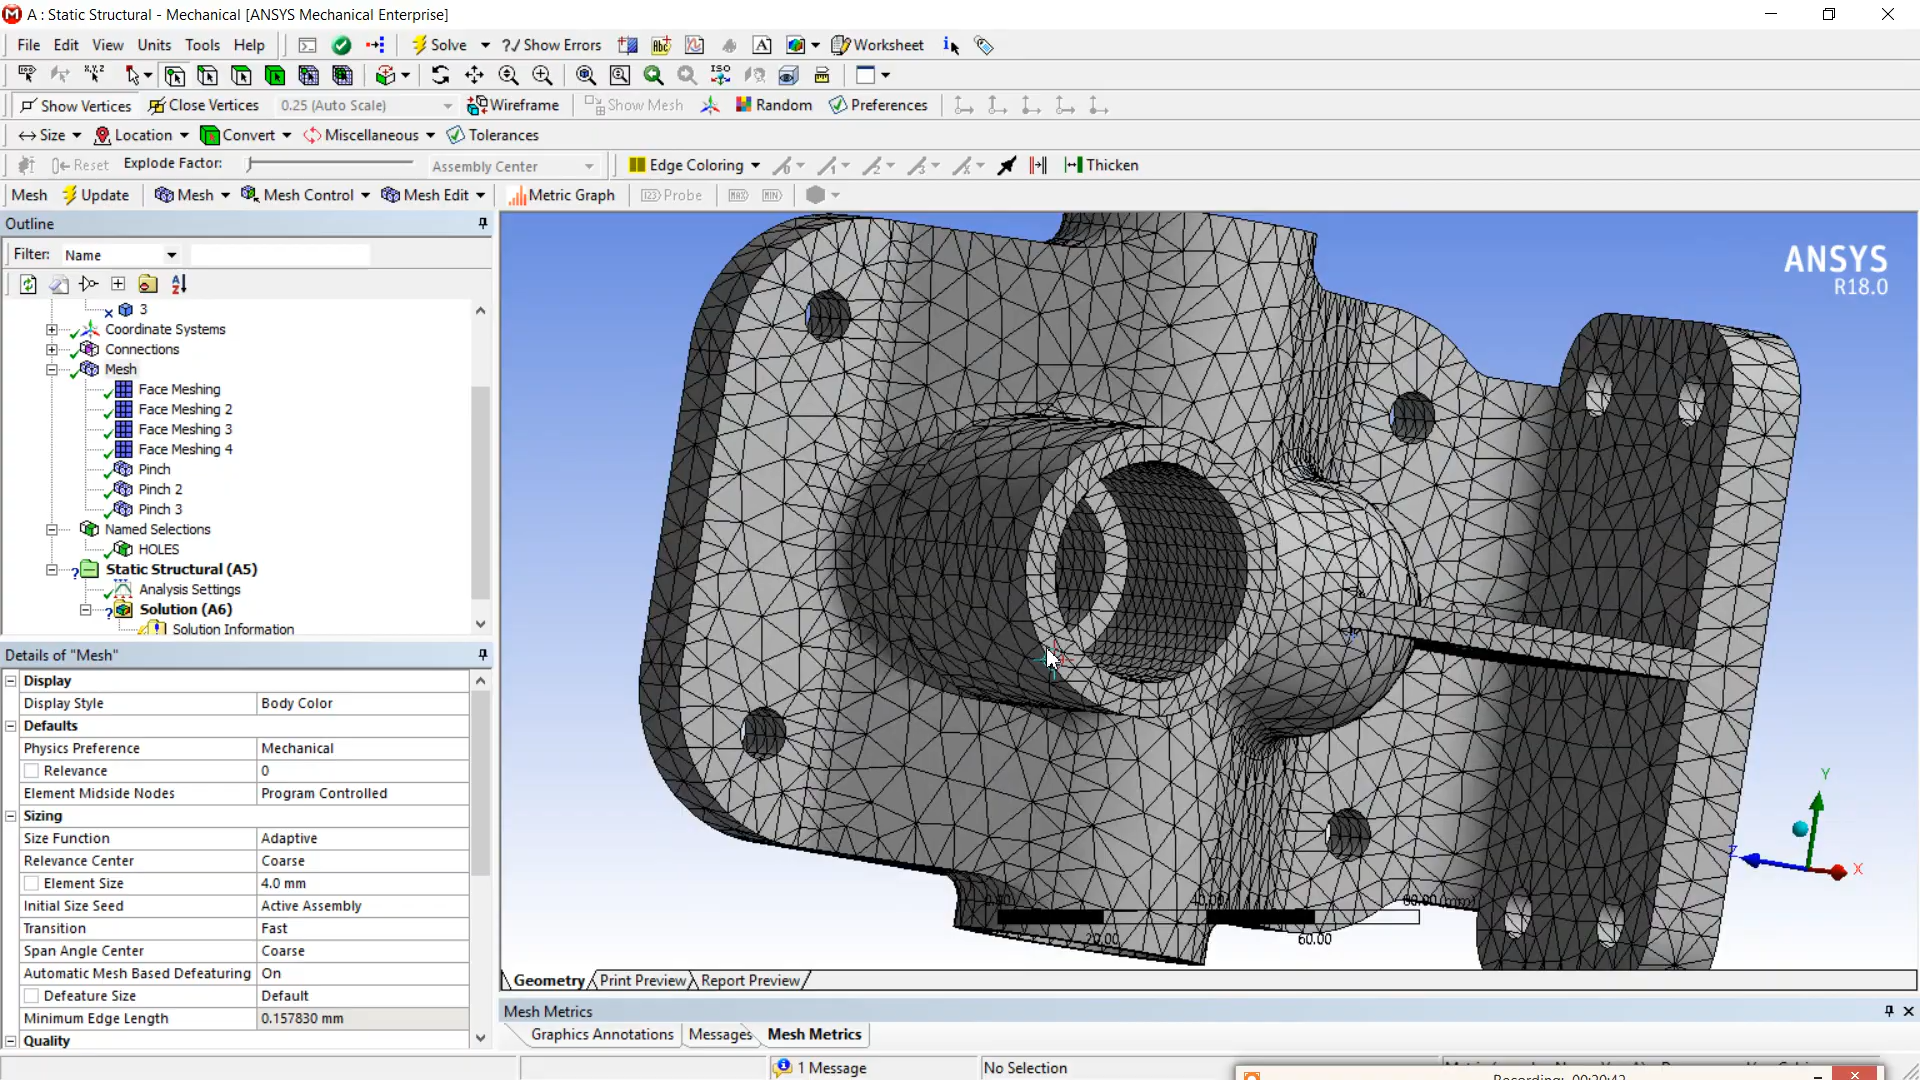 A : Static Structural - Mechanical [ANSYS Mechanical Enterprise]
File Edit View Units Tools Help Solve ?/ Show Errors Worksheet
Show Vertices Close Vertices 0.25 (Auto Scale) Wireframe Show Mesh Random Preferences
Size Location Convert Miscellaneous Tolerances
Reset Explode Factor: Assembly Center Edge Coloring Thicken
Mesh Update Mesh Mesh Control Mesh Edit Metric Graph Probe MAX MIN
Outline
Filter: Name
3
Coordinate Systems
Connections
Mesh
Face Meshing
Face Meshing 2
Face Meshing 3
Face Meshing 4
Pinch
Pinch 2
Pinch 3
Named Selections
HOLES
Static Structural (A5)
Analysis Settings
Solution (A6)
Solution Information
Details of "Mesh"
Display
Display Style Body Color
Defaults
Physics Preference Mechanical
Relevance 0
Element Midside Nodes Program Controlled
Sizing
Size Function Adaptive
Relevance Center Coarse
Element Size 4.0 mm
Initial Size Seed Active Assembly
Transition Fast
Span Angle Center Coarse
Automatic Mesh Based Defeaturing On
Defeature Size Default
Minimum Edge Length 0.157830 mm
Quality
ANSYS
R18.0
Y
Z
X
20.00
60.00
Geometry Print Preview Report Preview
Mesh Metrics
Graphics Annotations Messages Mesh Metrics
1 Message No Selection